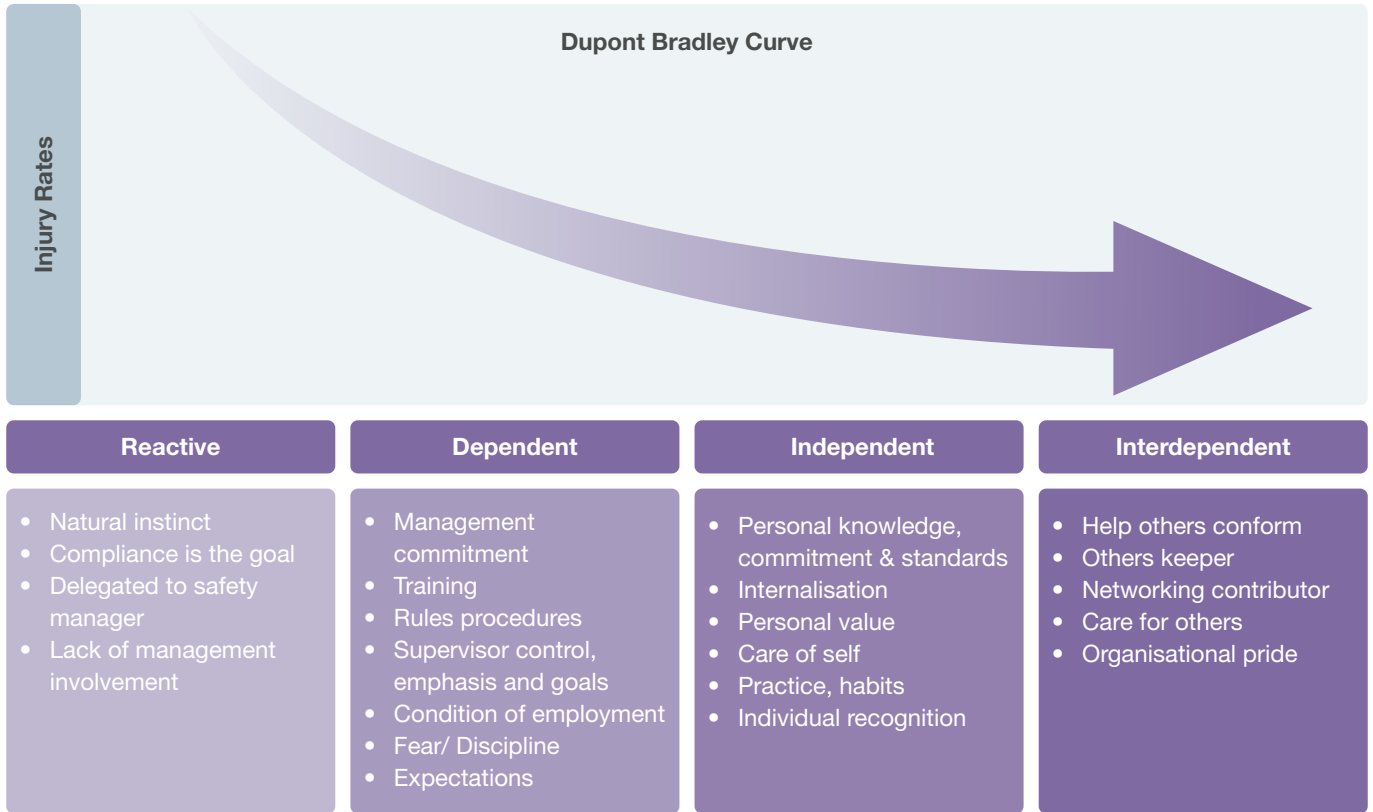 Dupont Bradley Curve
Injury Rates
Reactive
• Natural instinct
• Compliance is the goal
• Delegated to safety
manager
• Lack of management
involvement
Dependent
• Management
commitment
• Training
• Rules procedures
• Supervisor control,
emphasis and goals
• Condition of employment
• Fear/ Discipline
• Expectations
Independent
• Personal knowledge,
commitment & standards
• Internalisation
• Personal value
• Care of self
• Practice, habits
• Individual recognition
Interdependent
• Help others conform
• Others keeper
• Networking contributor
• Care for others
• Organisational pride